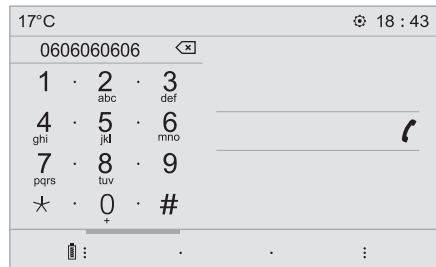 17°C 18 : 43
0606060606
1 · 2 · 3
abc def
4 · 5 · 6
ghi jkl mno
7 · 8 · 9
pqrs tuv
* · 0 · #
+